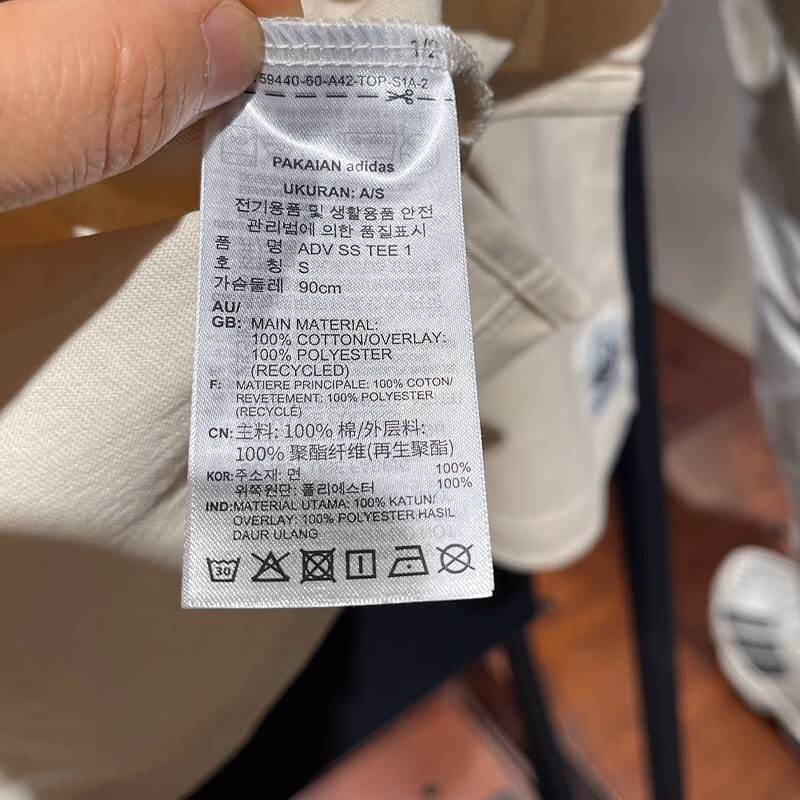 1/2
59440-60-A42-TOP-S1A-2
PAKAIAN adidas
UKURAN: A/S
전기용품 및 생활용품 안전
관리법에 의한 품질표시
품 명 ADV SS TEE 1
호 칭 S
가슴둘레 90cm
AU/
GB: MAIN MATERIAL:
100% COTTON/OVERLAY:
100% POLYESTER
(RECYCLED)
F: MATIERE PRINCIPALE: 100% COTON/
REVETEMENT: 100% POLYESTER
(RECYCLÉ)
CN: 主料: 100% 棉/外层料:
100% 聚酯纤维(再生聚酯)
KOR: 주소재: 면 100%
위쪽원단: 폴리에스터 100%
IND: MATERIAL UTAMA: 100% KATUN/
OVERLAY: 100% POLYESTER HASIL
DAUR ULANG
30